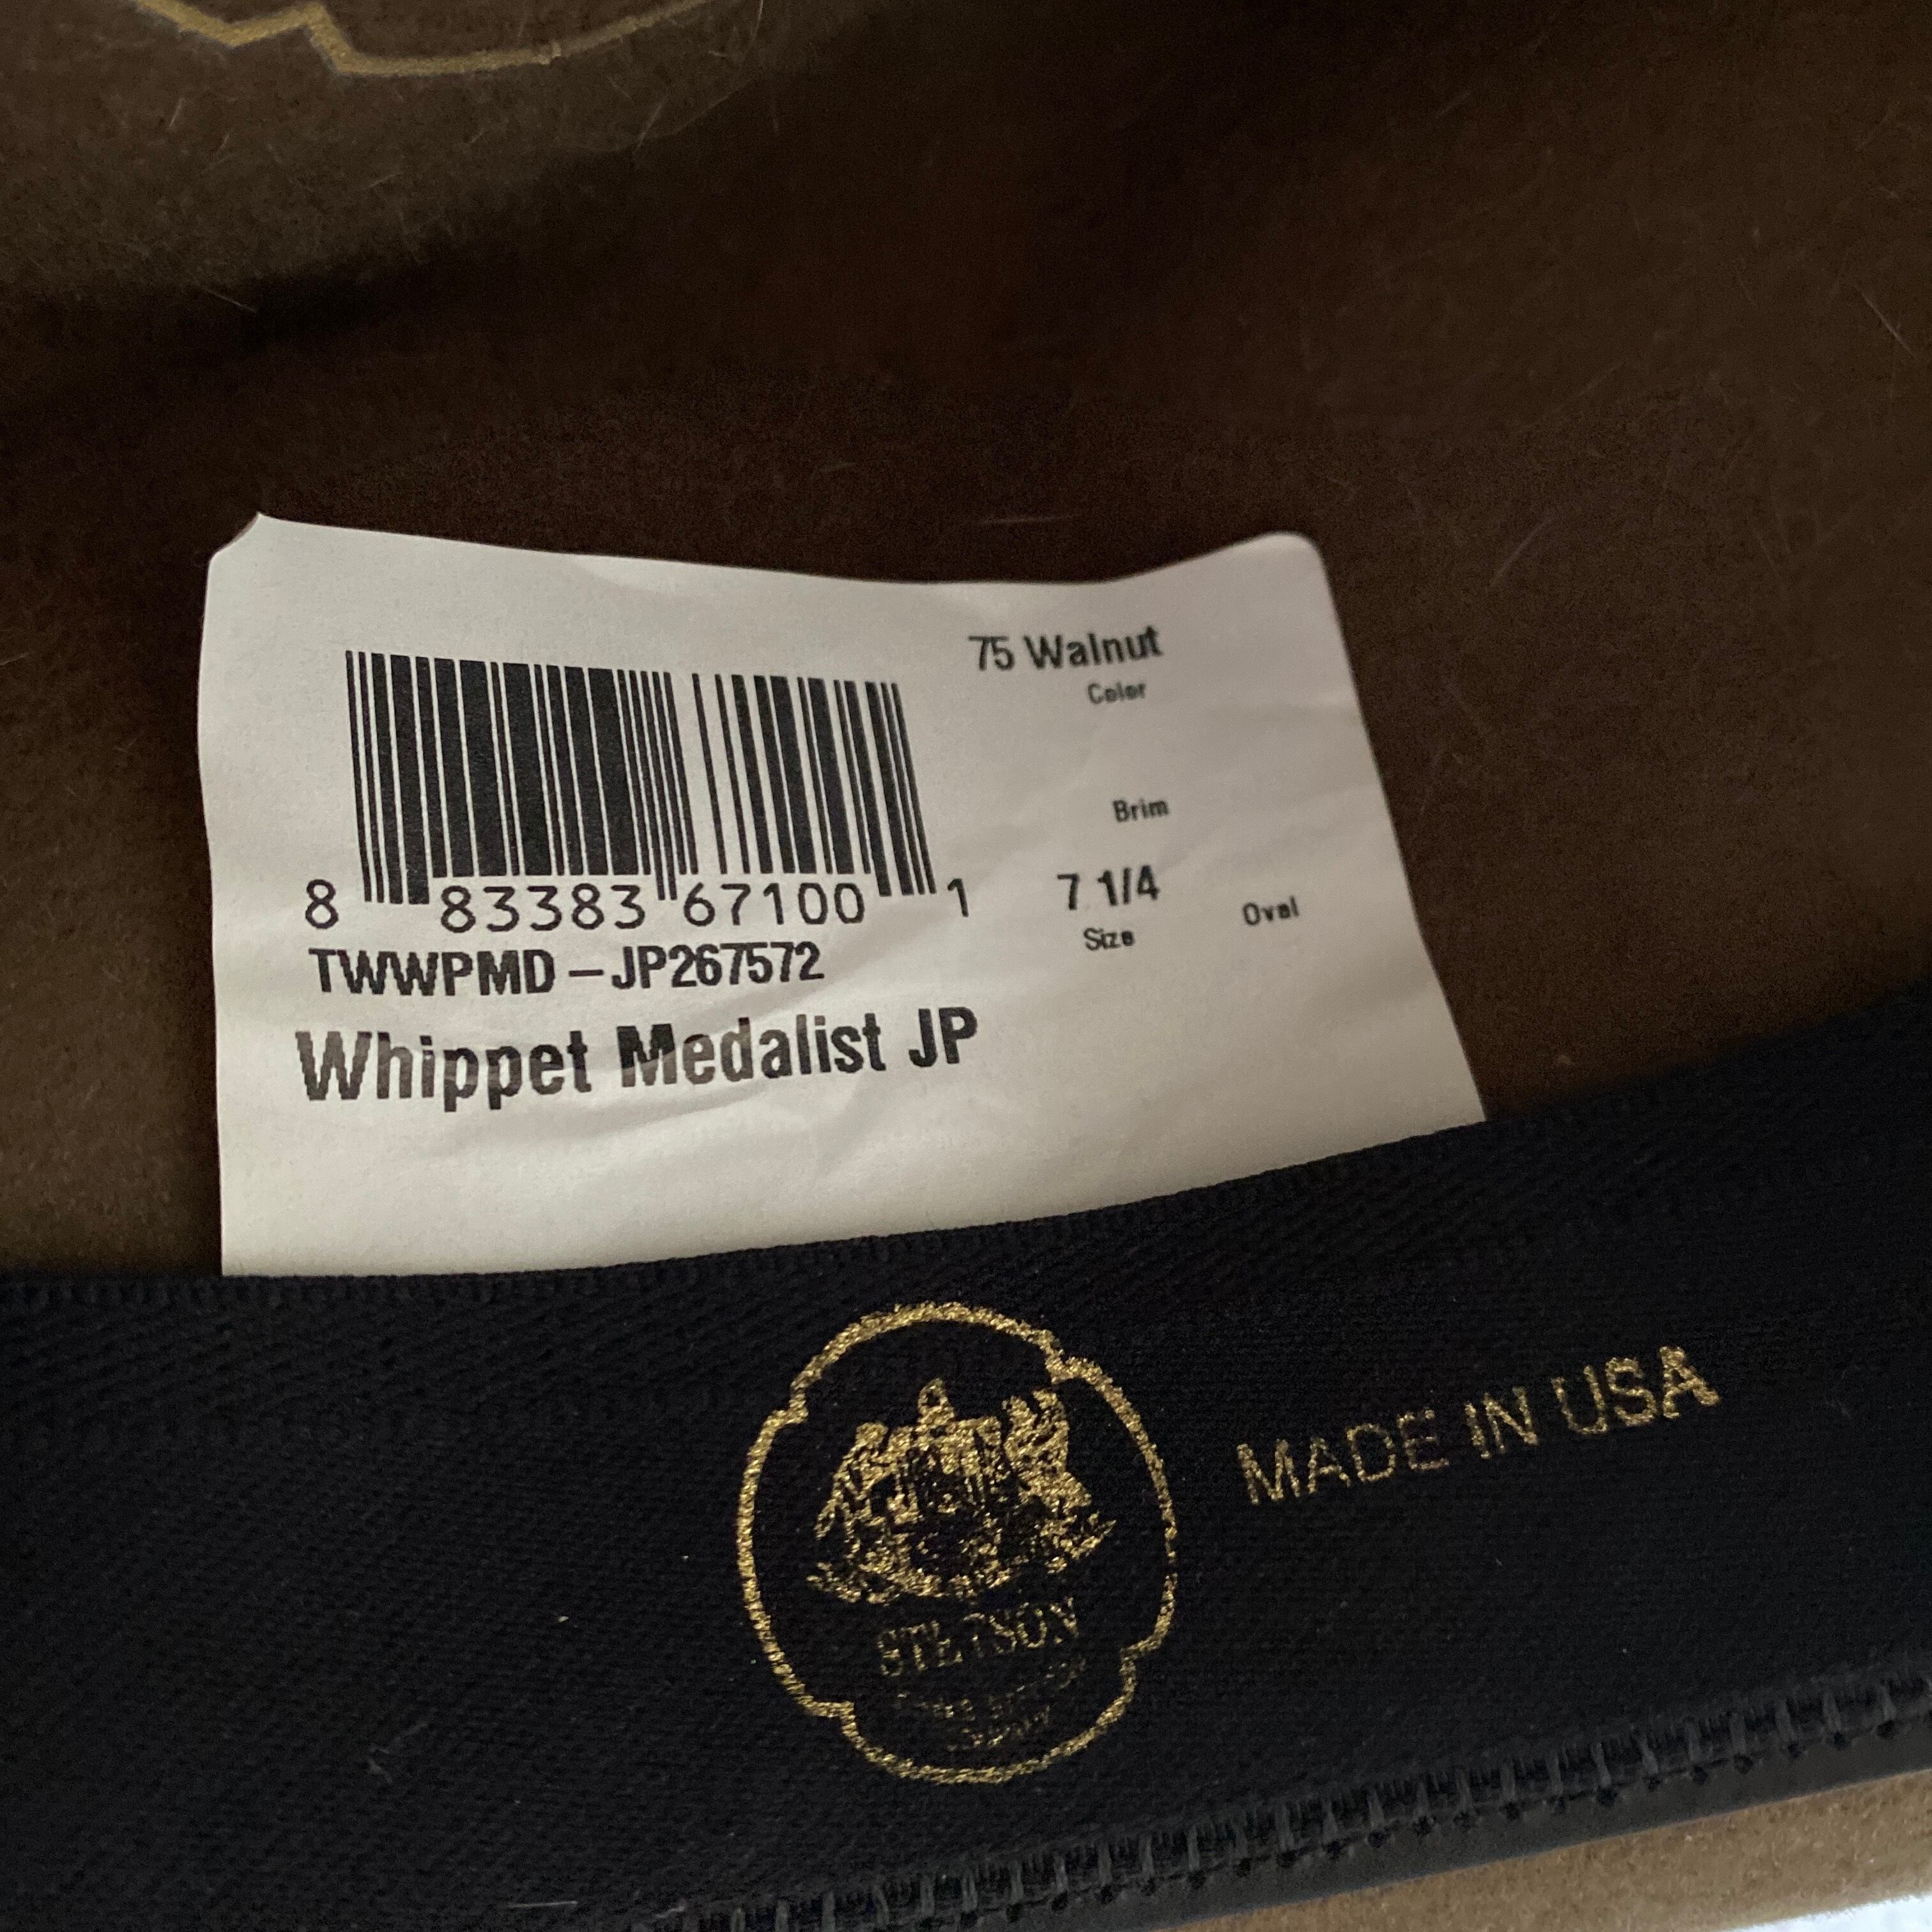 75 Walnut
Color
Brim
7 1/4
Size
Oval
8 83383 67100 1
TWWPMD – JP267572
Whippet Medalist JP
STETSON
MADE IN USA